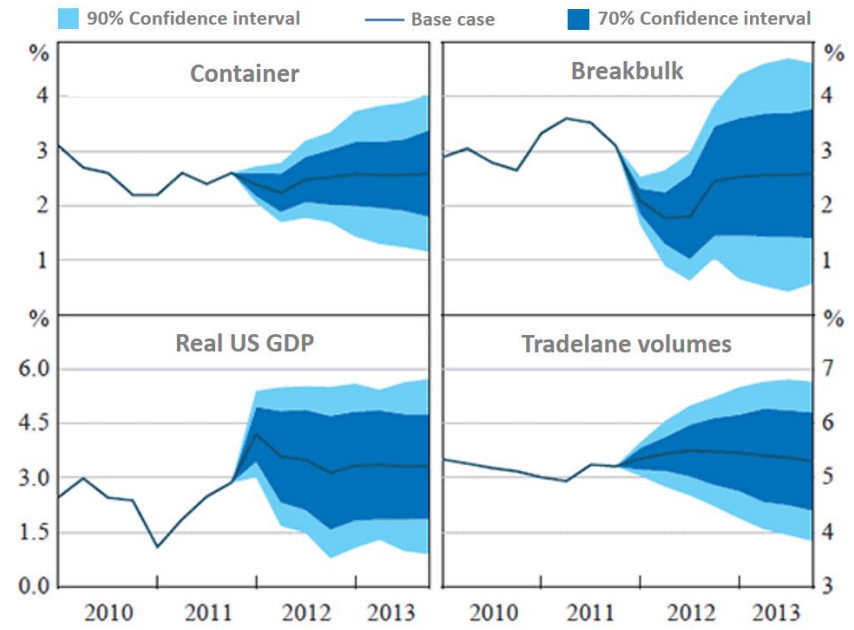 90% Confidence interval Base case 70% Confidence interval
% %
Container Breakbulk
4 4
3 3
2 2
1 1
% %
Real US GDP Tradelane volumes
6.0 7
4.5 6
3.0 5
1.5 4
0.0 3
2010 2011 2012 2013 2010 2011 2012 2013